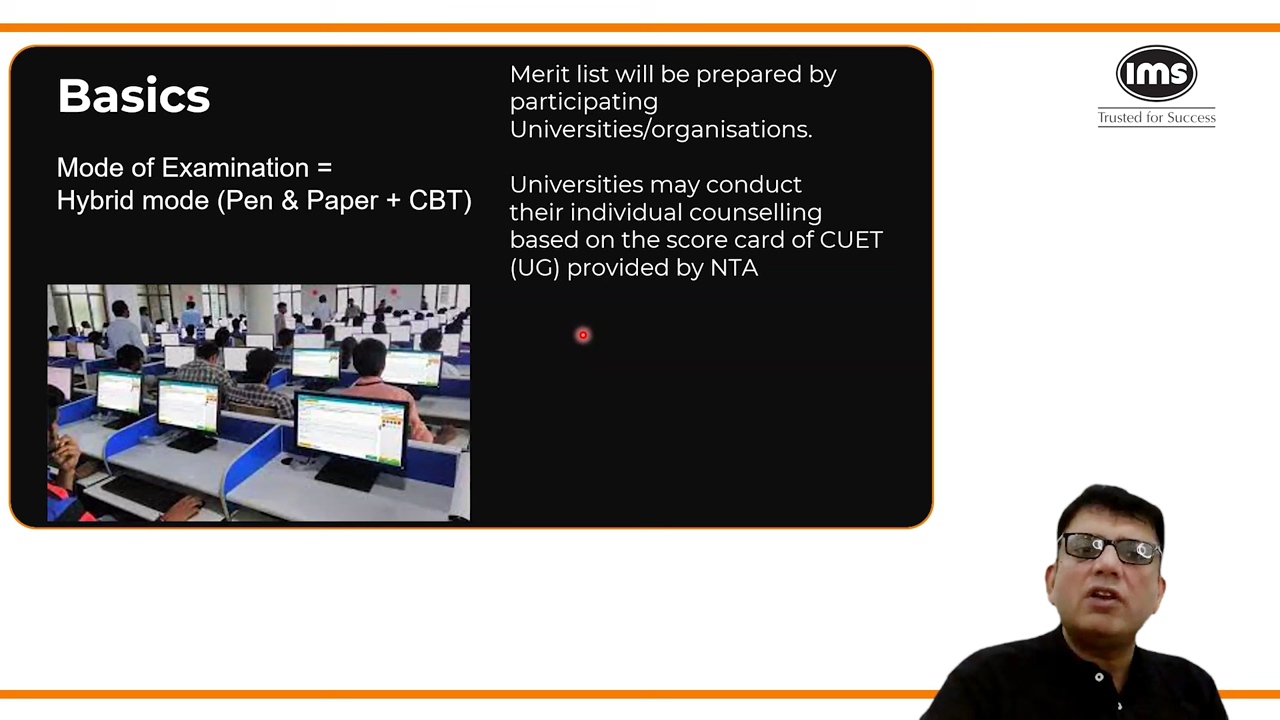 Basics
Mode of Examination =
Hybrid mode (Pen & Paper + CBT)
Merit list will be prepared by
participating
Universities/organisations.
Universities may conduct
their individual counselling
based on the score card of CUET
(UG) provided by NTA
ims
Trusted for Success